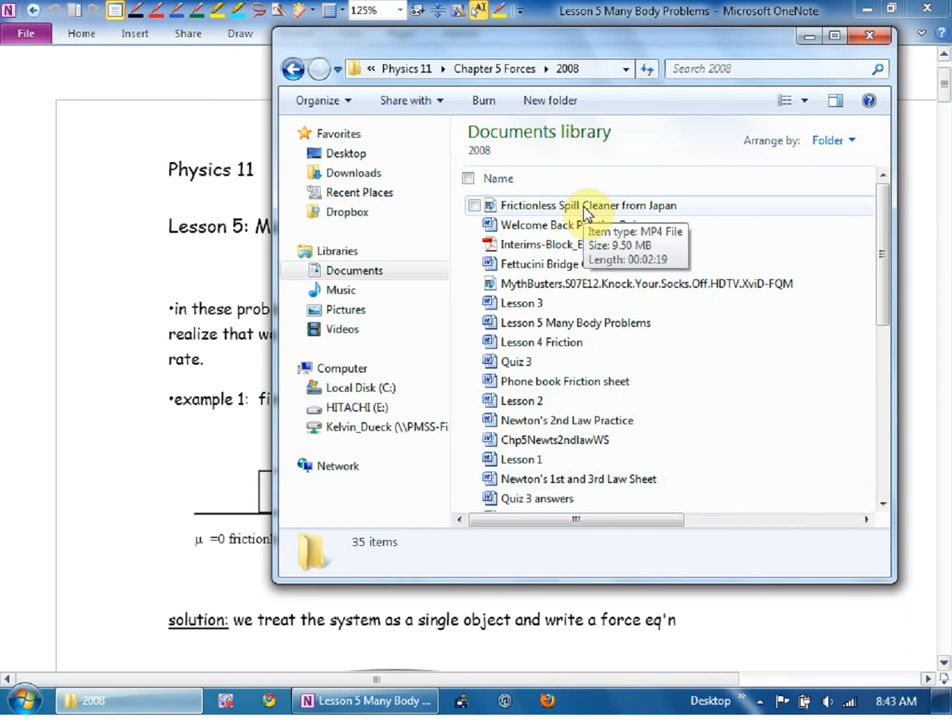 125%
Lesson 5 Many Body Problems - Microsoft OneNote
File Home Insert Share Draw
Physics 11
Lesson 5: M
•in these prob
realize that w
rate.
•example 1: fi
μ =0 friction
solution: we treat the system as a single object and write a force eq'n
« Physics 11 Chapter 5 Forces 2008
Search 2008
Organize Share with Burn New folder
Favorites
Desktop
Downloads
Recent Places
Dropbox
Libraries
Documents
Music
Pictures
Videos
Computer
Local Disk (C:)
HITACHI (E:)
Kelvin_Dueck (\\PMSS-Fi
Network
Documents library
2008
Arrange by: Folder
Name
Frictionless Spill Cleaner from Japan
Welcome Back
Interims-Block_E
Fettucini Bridge
MythBusters.S07E12.Knock.Your.Socks.Off.HDTV.XviD-FQM
Lesson 3
Lesson 5 Many Body Problems
Lesson 4 Friction
Quiz 3
Phone book Friction sheet
Lesson 2
Newton's 2nd Law Practice
Chp5Newts2ndlawWS
Lesson 1
Newton's 1st and 3rd Law Sheet
Quiz 3 answers
Item type: MP4 File
Size: 9.50 MB
Length: 00:02:19
35 items
2008
Lesson 5 Many Body ...
Desktop
8:43 AM